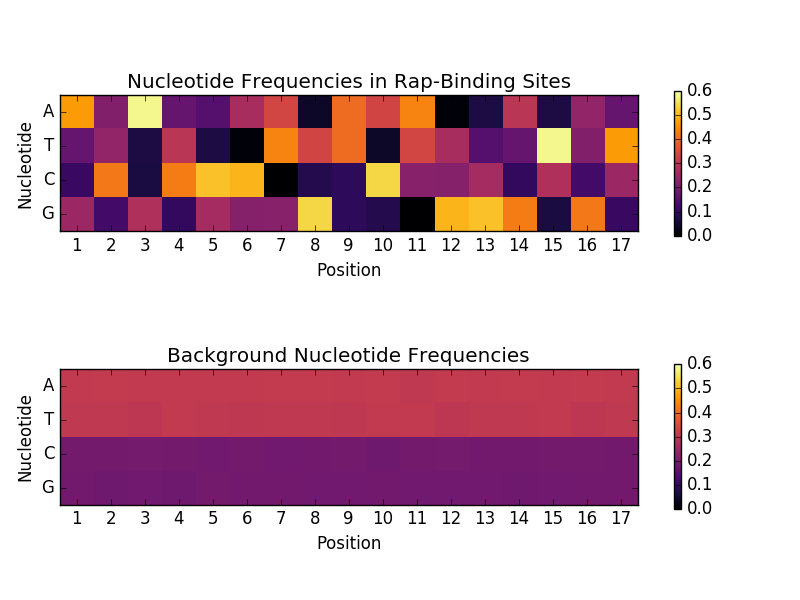 Nucleotide Frequencies in Rap-Binding Sites
Nucleotide
A
T
C
G
1 2 3 4 5 6 7 8 9 10 11 12 13 14 15 16 17
Position
0.6
0.5
0.4
0.3
0.2
0.1
0.0
Background Nucleotide Frequencies
Nucleotide
A
T
C
G
1 2 3 4 5 6 7 8 9 10 11 12 13 14 15 16 17
Position
0.6
0.5
0.4
0.3
0.2
0.1
0.0